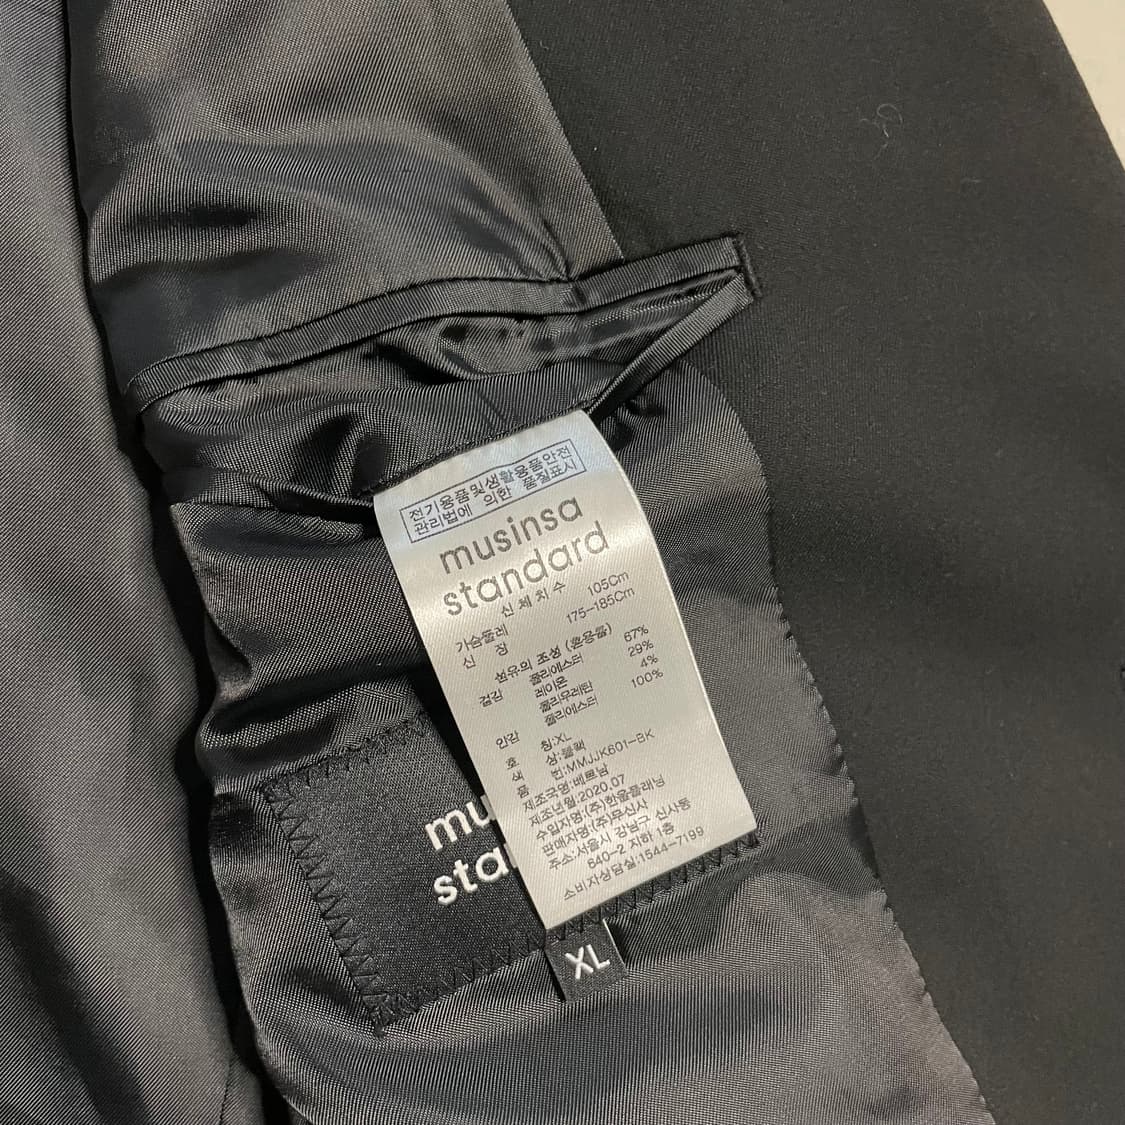 전기용품및생활용품안전
관리법에 의한 품질표시
musinsa
standard
신체치수
가슴둘레 105Cm
신 장 175-185Cm
섬유의 조성 (혼용률)
겉감 폴리에스터 67%
레이온 29%
폴리우레탄 4%
안감 폴리에스터 100%
호 칭:XL
색 상:블랙
품 번:MMJJK601-BK
제조국명:베트남
제조년월:2020.07
수입자명:(주)한울플래닝
판매자명:(주)무신사
주소:서울시 강남구 신사동
640-2 지하 1층
소비자상담실:1544-7199
mu
sta
XL